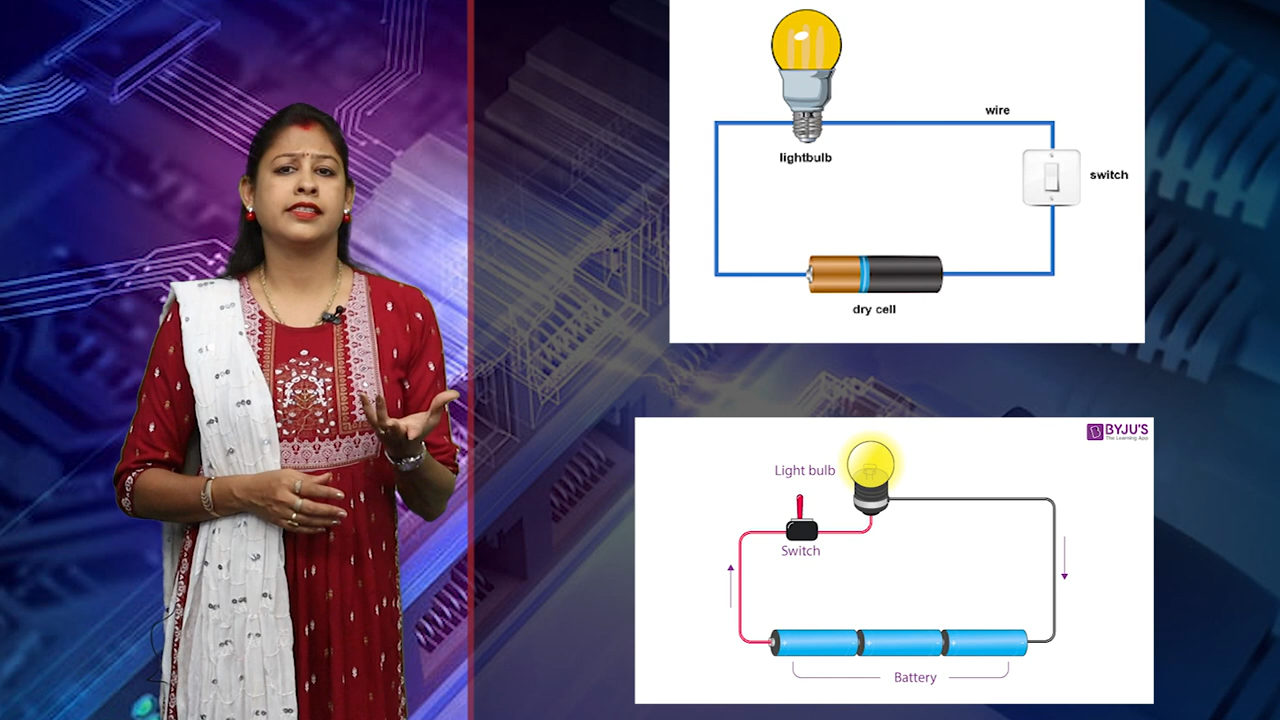 wire
lightbulb
switch
dry cell
BYJU'S
The Learning App
Light bulb
Switch
Battery